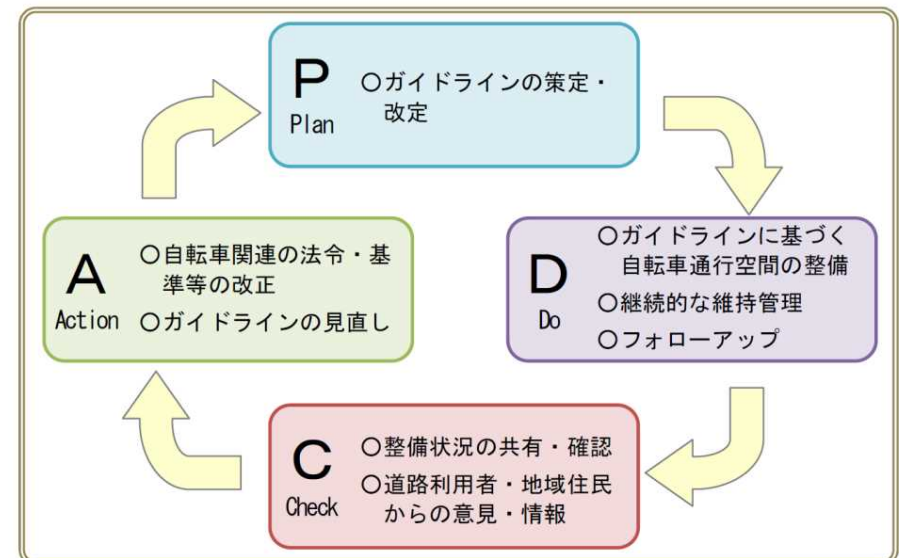 P
Plan
○ガイドラインの策定・
改定
D
Do
○ガイドラインに基づく
自転車通行空間の整備
○継続的な維持管理
○フォローアップ
C
Check
○整備状況の共有・確認
○道路利用者・地域住民
からの意見・情報
A
Action
○自転車関連の法令・基
準等の改正
○ガイドラインの見直し